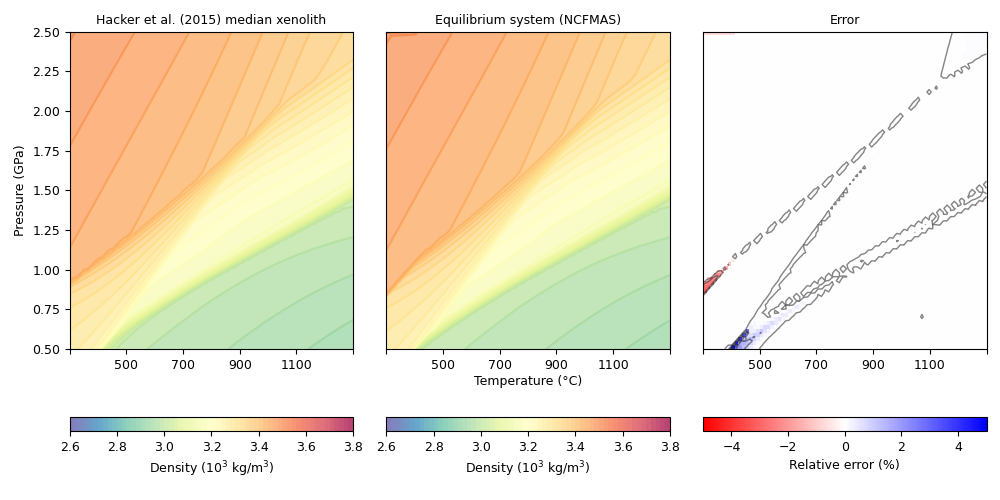 Hacker et al. (2015) median xenolith
Equilibrium system (NCFMAS)
Error
Pressure (GPa)
2.50
2.25
2.00
1.75
1.50
1.25
1.00
0.75
0.50
500 700 900 1100
500 700 900 1100
500 700 900 1100
Temperature (°C)
2.6 2.8 3.0 3.2 3.4 3.6 3.8
Density (10³ kg/m³)
2.6 2.8 3.0 3.2 3.4 3.6 3.8
Density (10³ kg/m³)
−4 −2 0 2 4
Relative error (%)